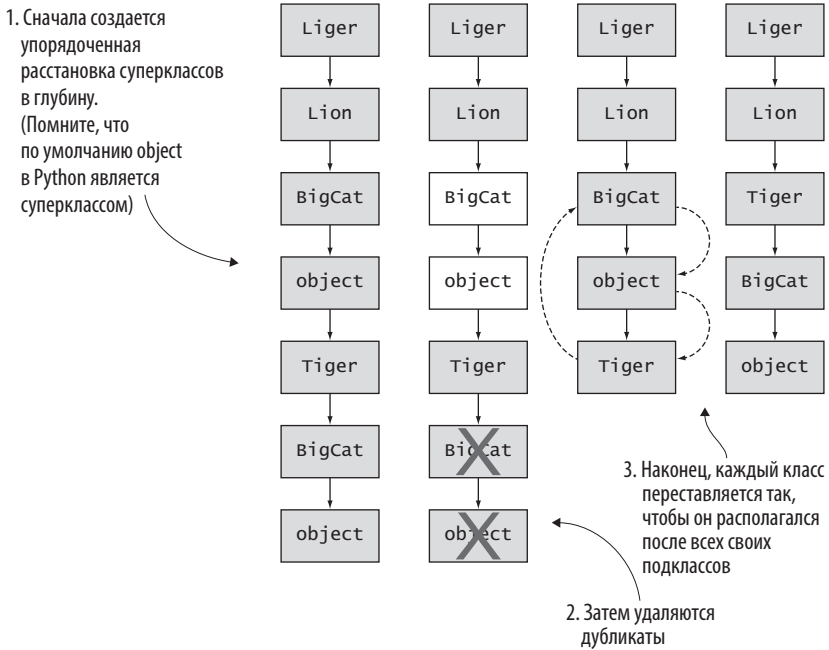 1. Сначала создается
упорядоченная
расстановка суперклассов
в глубину.
(Помните, что
по умолчанию object
в Python является
суперклассом)
Liger
Lion
BigCat
object
Tiger
BigCat
object
Liger
Lion
BigCat
object
Tiger
BigCat
object
Liger
Lion
BigCat
object
Tiger
Liger
Lion
Tiger
BigCat
object
3. Наконец, каждый класс
переставляется так,
чтобы он располагался
после всех своих
подклассов
2. Затем удаляются
дубликаты